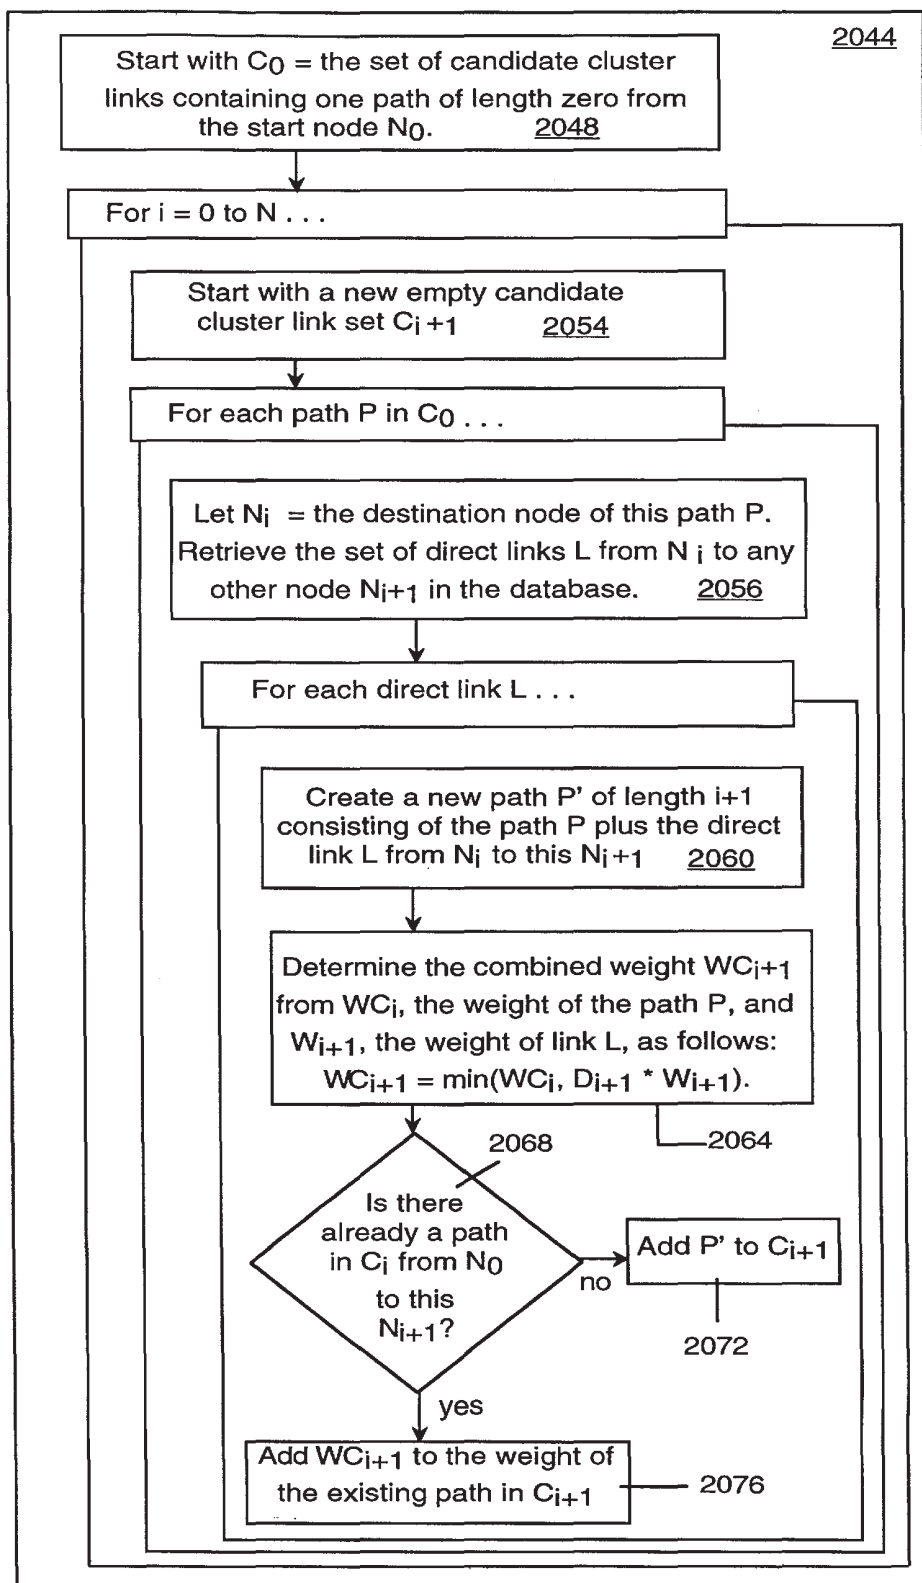 2044
Start with C0 = the set of candidate cluster
links containing one path of length zero from
the start node N0. 2048
For i = 0 to N . . .
Start with a new empty candidate
cluster link set Ci+1 2054
For each path P in C0 . . .
Let Ni = the destination node of this path P.
Retrieve the set of direct links L from Ni to any
other node Ni+1 in the database. 2056
For each direct link L . . .
Create a new path P' of length i+1
consisting of the path P plus the direct
link L from Ni to this Ni+1 2060
Determine the combined weight WCi+1
from WCi, the weight of the path P, and
Wi+1, the weight of link L, as follows:
WCi+1 = min(WCi, Di+1 * Wi+1).
2064
2068
Is there
already a path
in Ci from N0
to this
Ni+1?
no
Add P' to Ci+1
2072
yes
Add WCi+1 to the weight of
the existing path in Ci+1
2076